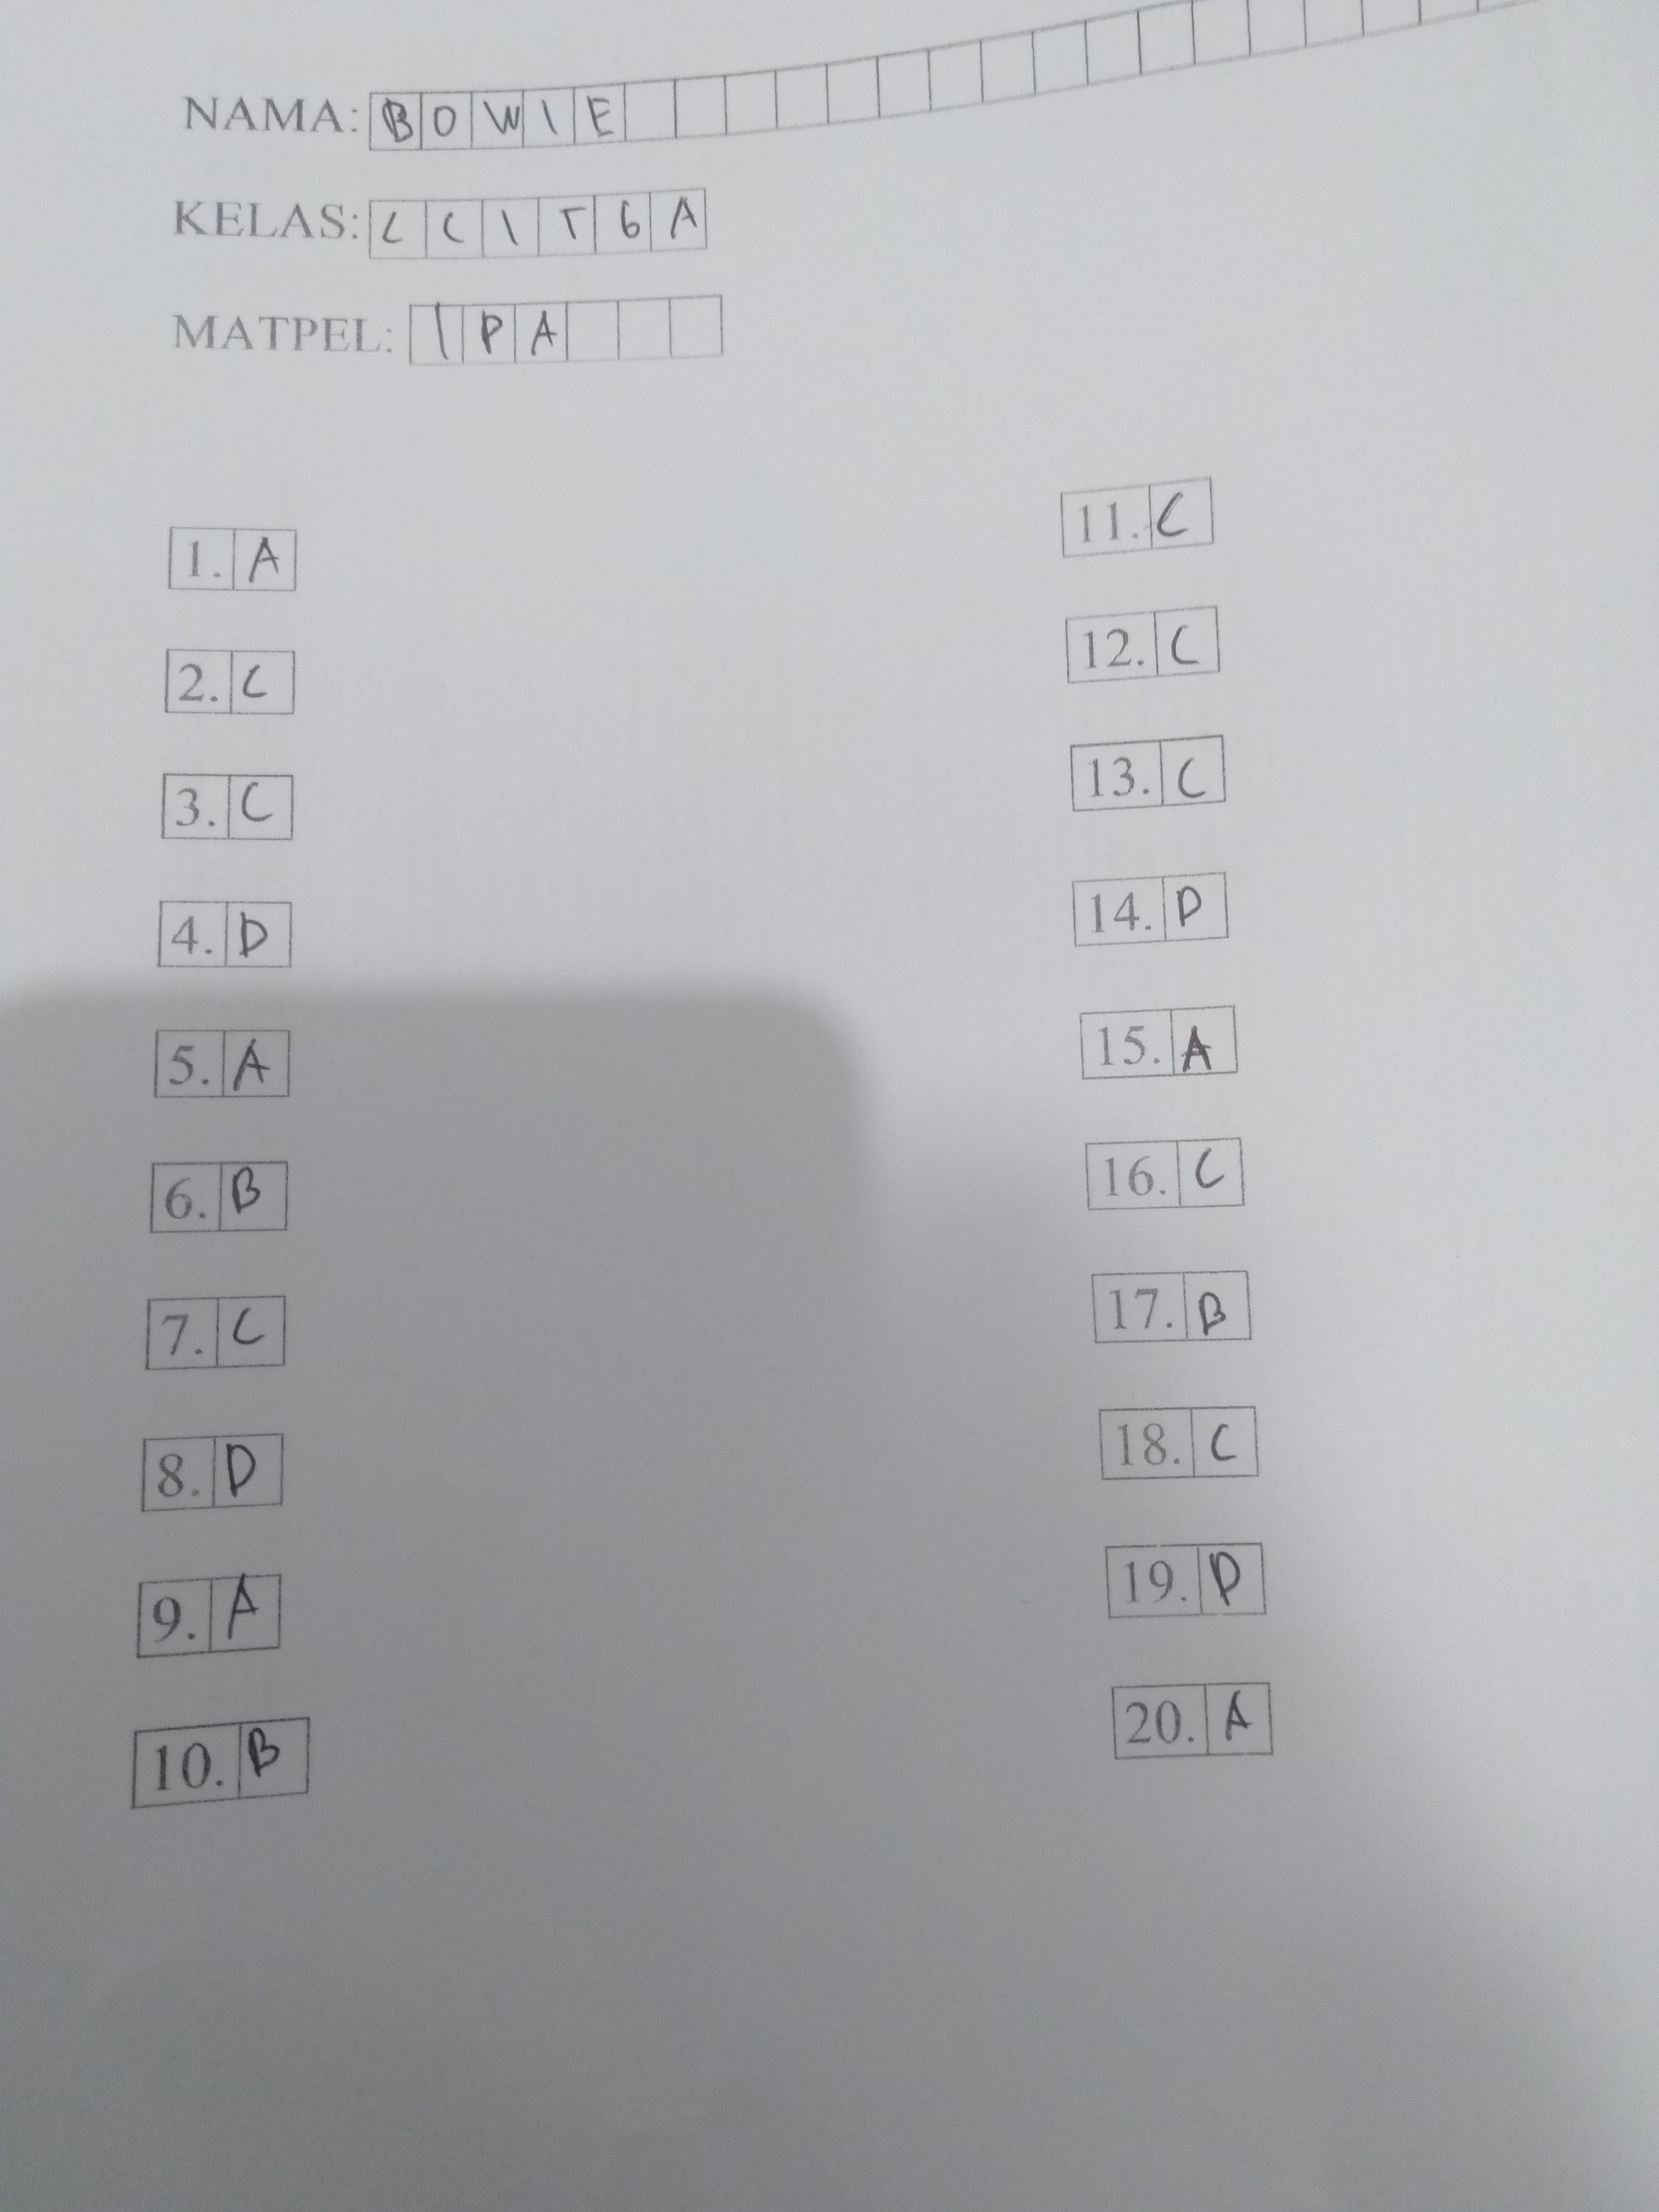 NAMA: BOWIE
KELAS: CCIT6A
MATPEL: IPA
1. A
2. C
3. C
4. D
5. A
6. B
7. C
8. D
9. A
10. B
11. C
12. C
13. C
14. D
15. A
16. C
17. B
18. C
19. D
20. A